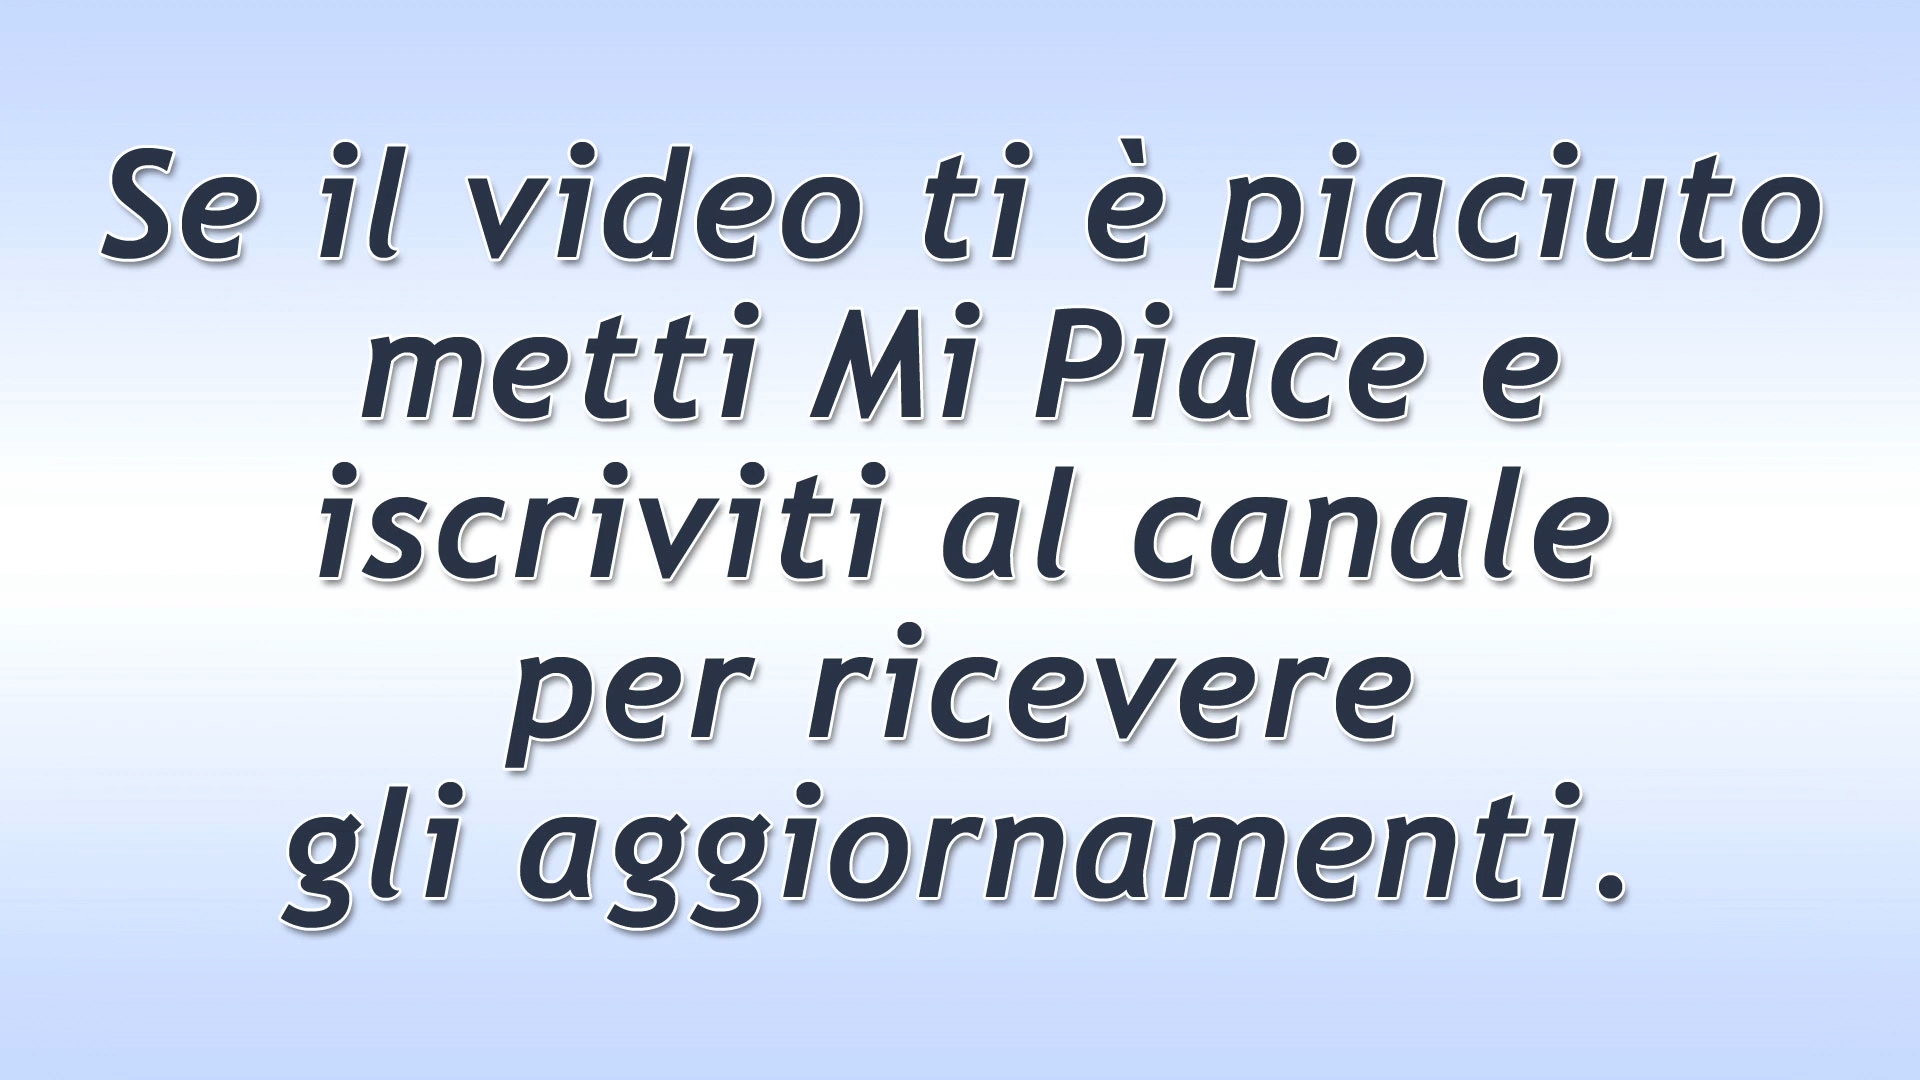 Se il video ti è piaciuto
metti Mi Piace e
iscriviti al canale
per ricevere
gli aggiornamenti.